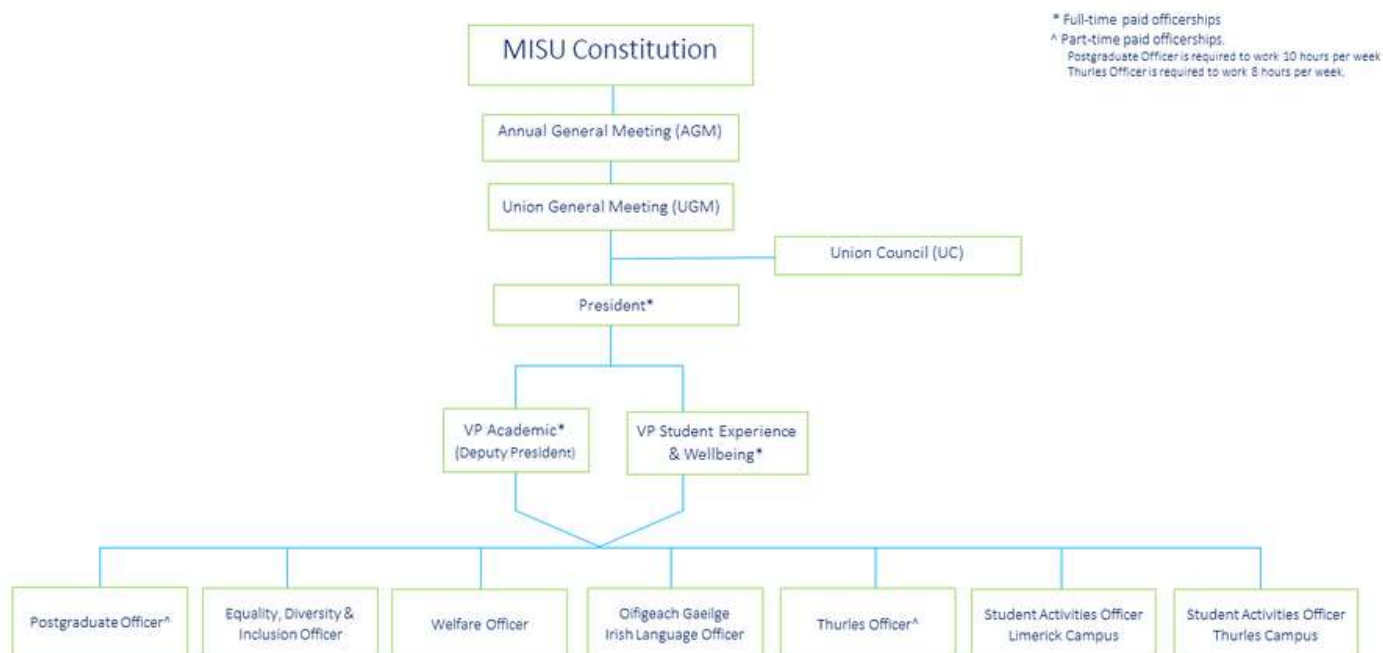 * Full-time paid officerships
^ Part-time paid officerships.
Postgraduate Officer is required to work 10 hours per week
Thurles Officer is required to work 8 hours per week.
MISU Constitution
Annual General Meeting (AGM)
Union General Meeting (UGM)
Union Council (UC)
President*
VP Academic*
(Deputy President)
VP Student Experience
& Wellbeing*
Postgraduate Officer^
Equality, Diversity &
Inclusion Officer
Welfare Officer
Oifigeach Gaeilge
Irish Language Officer
Thurles Officer^
Student Activities Officer
Limerick Campus
Student Activities Officer
Thurles Campus